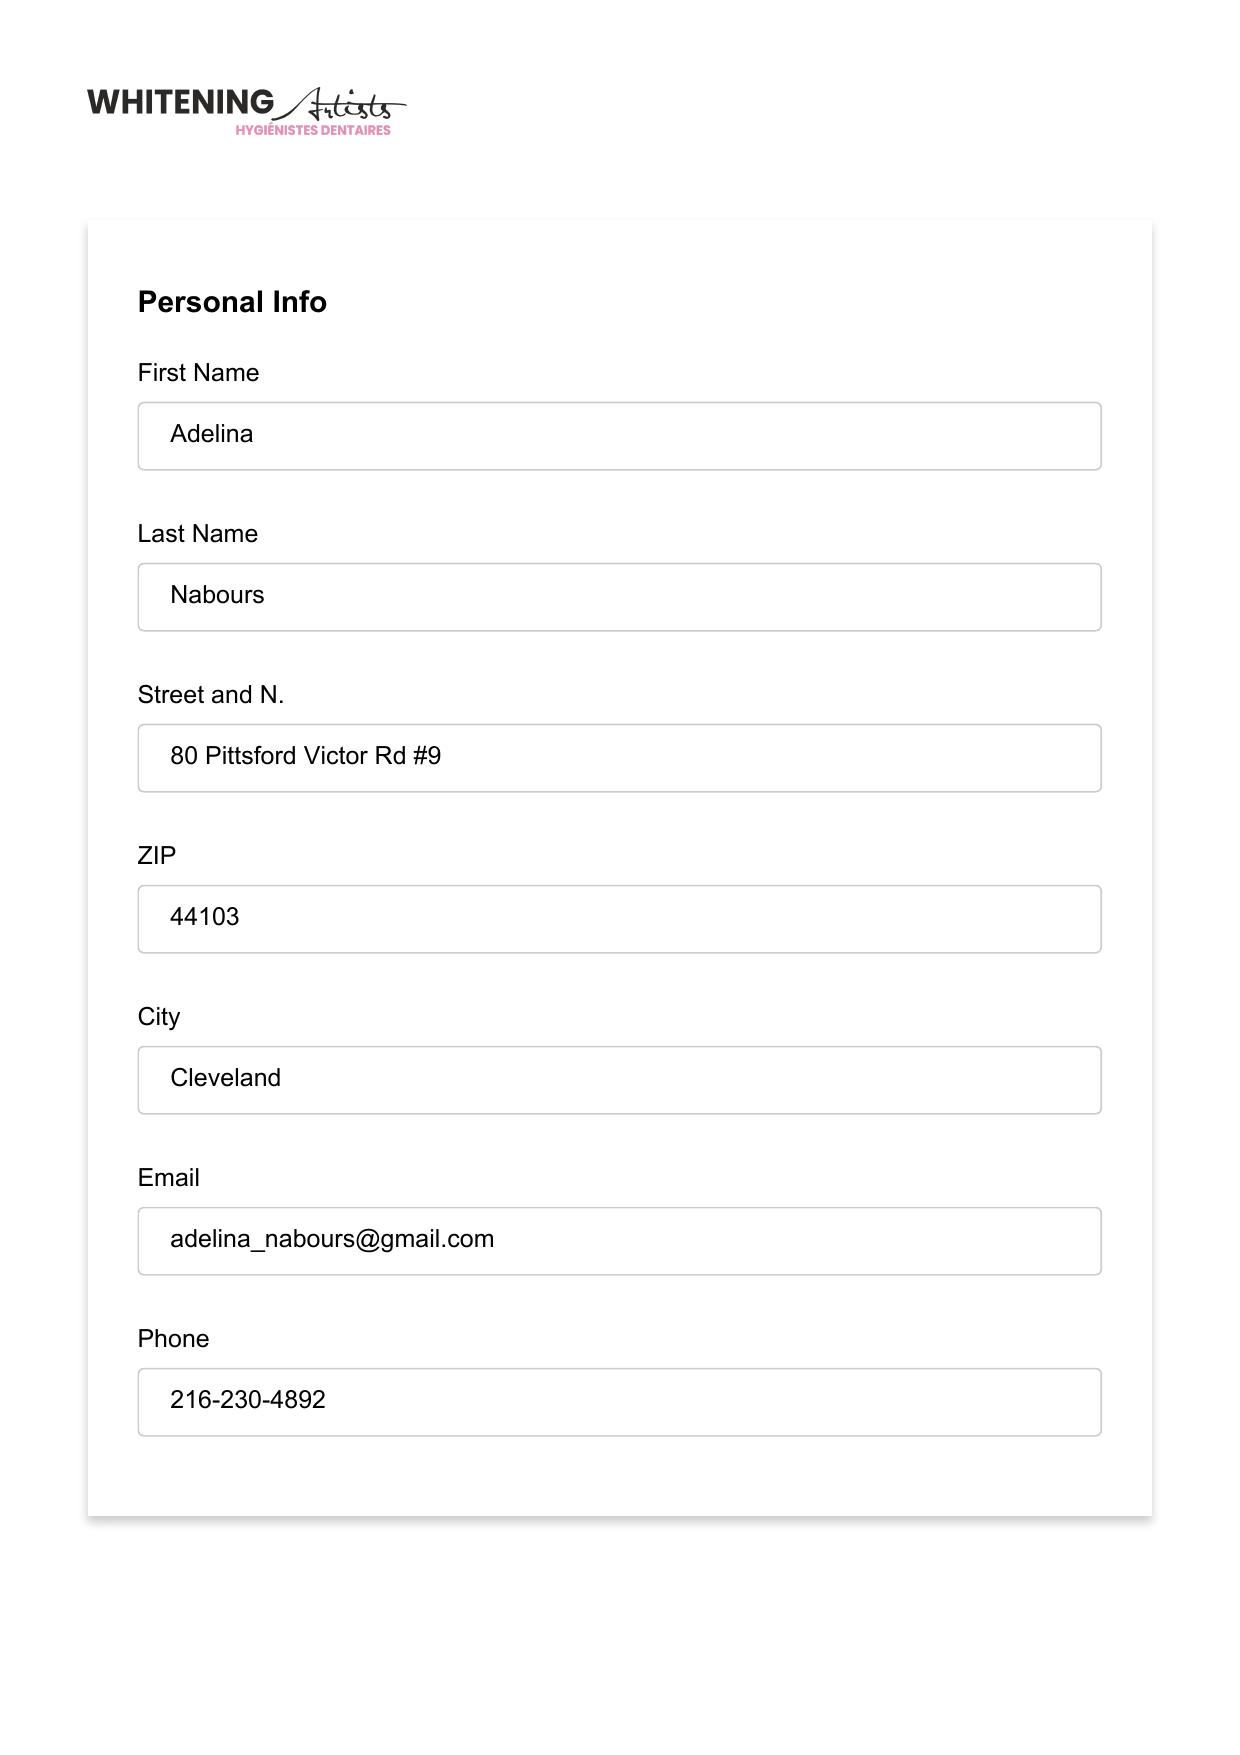 WHITENING Artists
HYGIÉNISTES DENTAIRES
Personal Info
First Name
Adelina
Last Name
Nabours
Street and N.
80 Pittsford Victor Rd #9
ZIP
44103
City
Cleveland
Email
adelina_nabours@gmail.com
Phone
216-230-4892